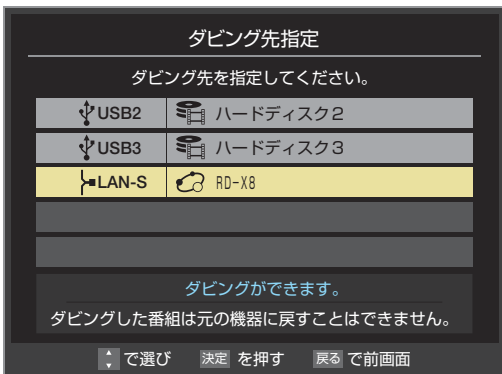 ダビング先指定
ダビング先を指定してください。
USB2 ハードディスク2
USB3 ハードディスク3
LAN-S RD-X8
ダビングができます。
ダビングした番組は元の機器に戻すことはできません。
で選び 決定 を押す 戻る で前画面